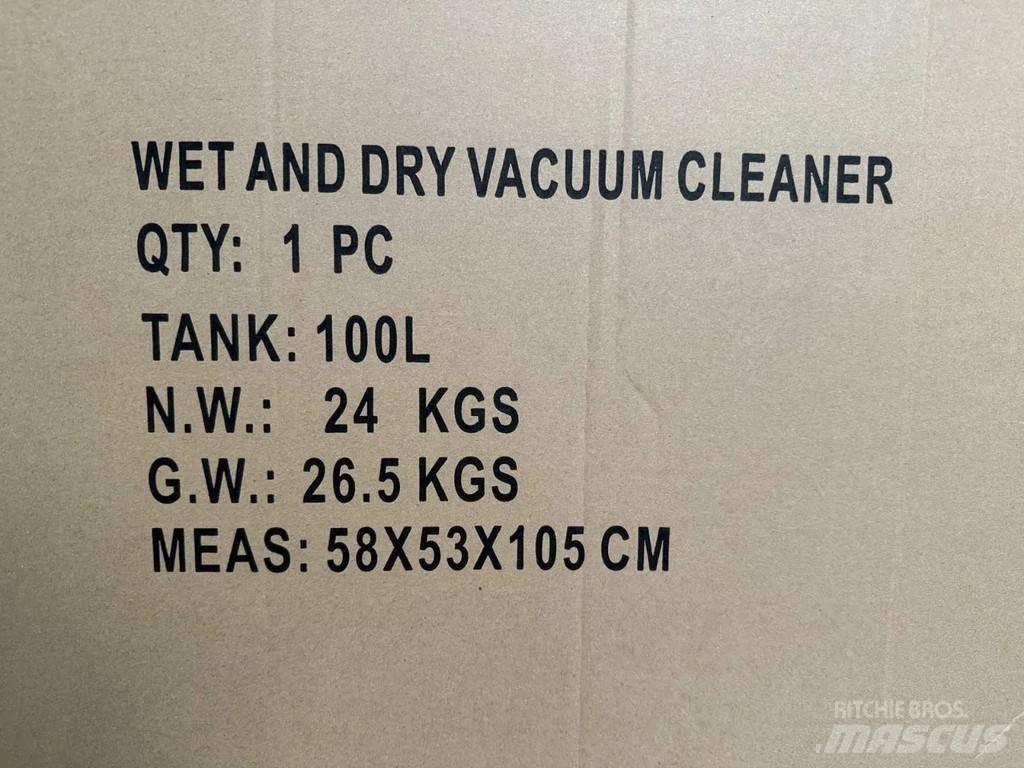 WET AND DRY VACUUM CLEANER
QTY: 1 PC
TANK: 100L
N.W.: 24 KGS
G.W.: 26.5 KGS
MEAS: 58X53X105 CM
RITCHIE BROS.
MASCUS